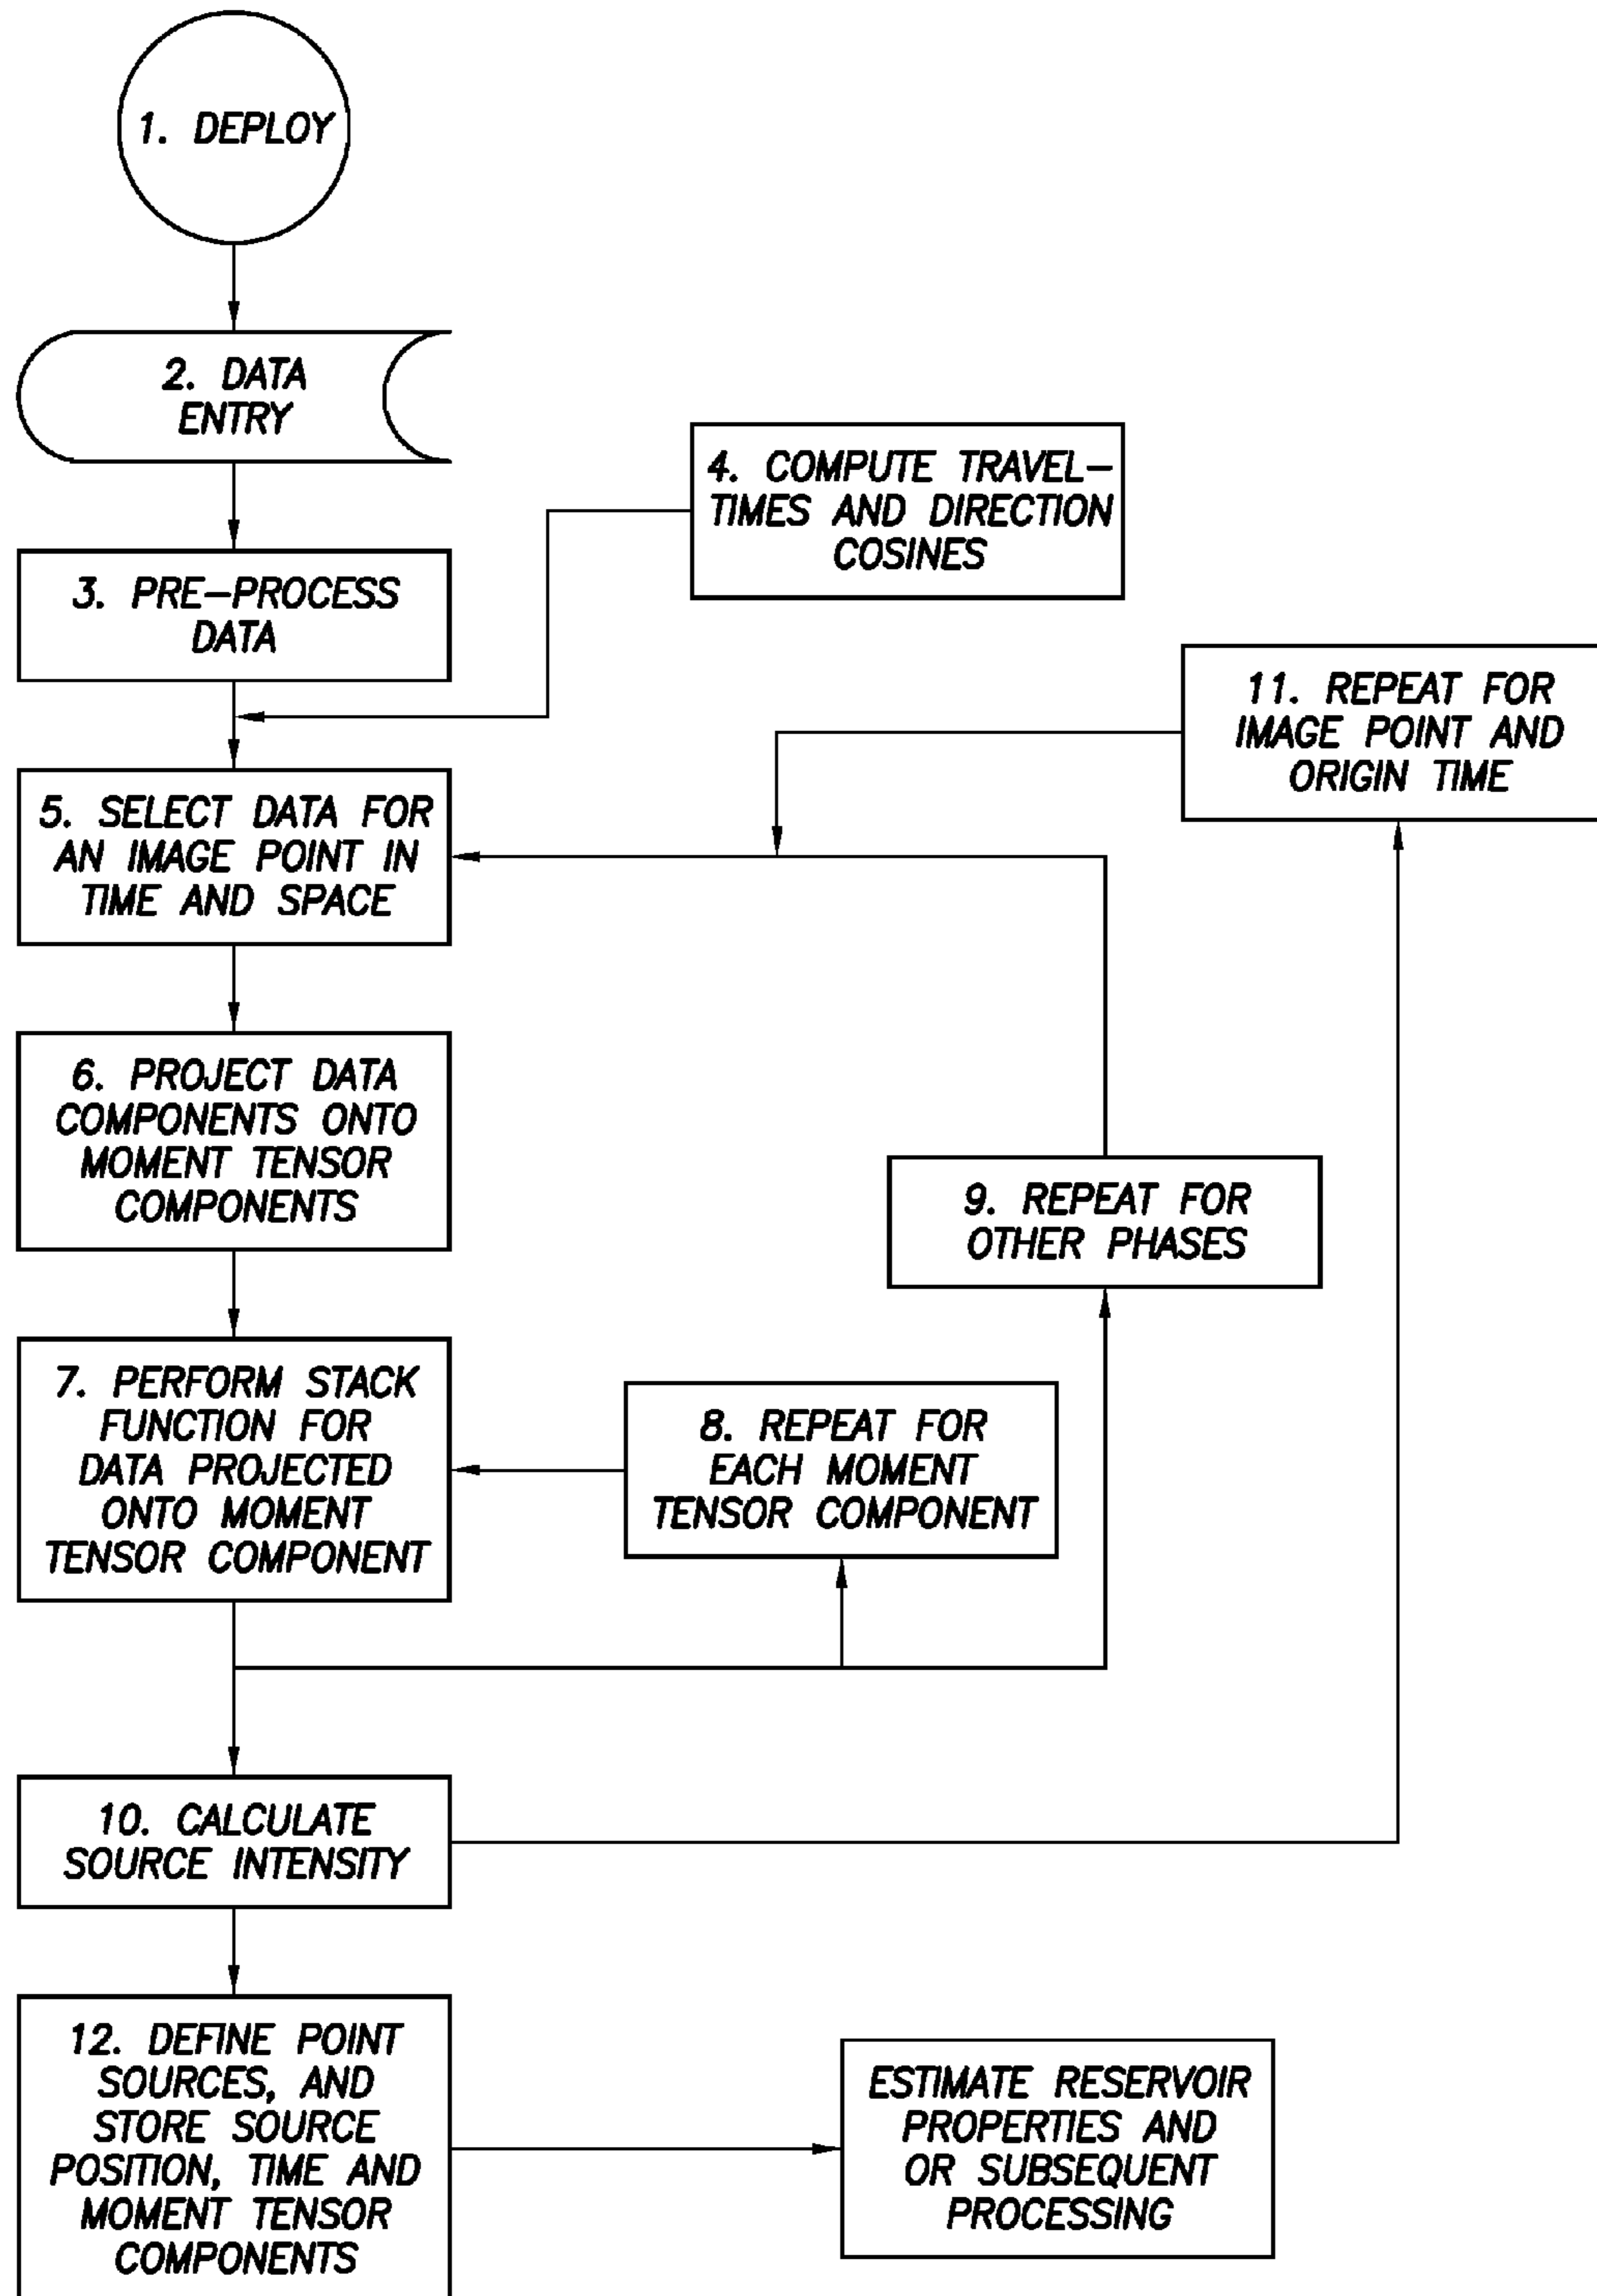 1. DEPLOY
2. DATA
ENTRY
3. PRE-PROCESS
DATA
4. COMPUTE TRAVEL-
TIMES AND DIRECTION
COSINES
5. SELECT DATA FOR
AN IMAGE POINT IN
TIME AND SPACE
6. PROJECT DATA
COMPONENTS ONTO
MOMENT TENSOR
COMPONENTS
7. PERFORM STACK
FUNCTION FOR
DATA PROJECTED
ONTO MOMENT
TENSOR COMPONENT
8. REPEAT FOR
EACH MOMENT
TENSOR COMPONENT
9. REPEAT FOR
OTHER PHASES
10. CALCULATE
SOURCE INTENSITY
11. REPEAT FOR
IMAGE POINT AND
ORIGIN TIME
12. DEFINE POINT
SOURCES, AND
STORE SOURCE
POSITION, TIME AND
MOMENT TENSOR
COMPONENTS
ESTIMATE RESERVOIR
PROPERTIES AND
OR SUBSEQUENT
PROCESSING